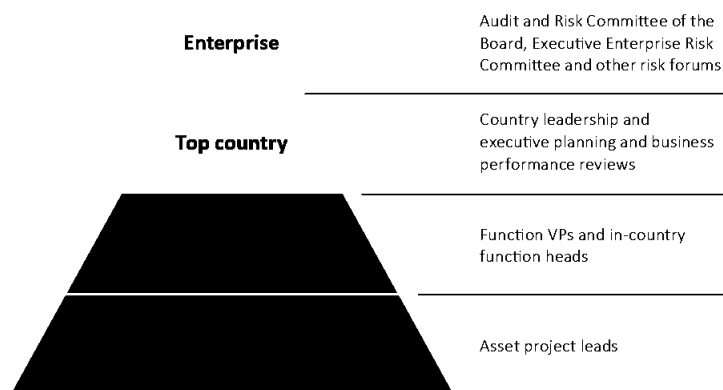 Enterprise
Audit and Risk Committee of the
Board, Executive Enterprise Risk
Committee and other risk forums
Top country
Country leadership and
executive planning and business
performance reviews
Function VPs and in-country
function heads
Asset project leads